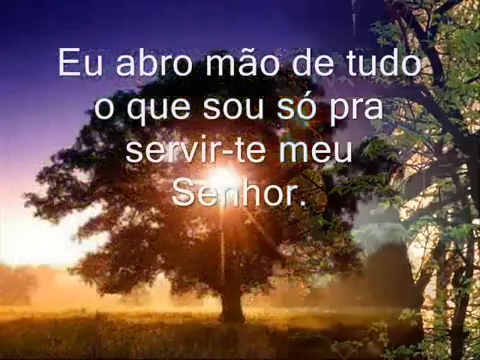 Eu abro mão de tudo
o que sou só pra
servir-te meu
Senhor.